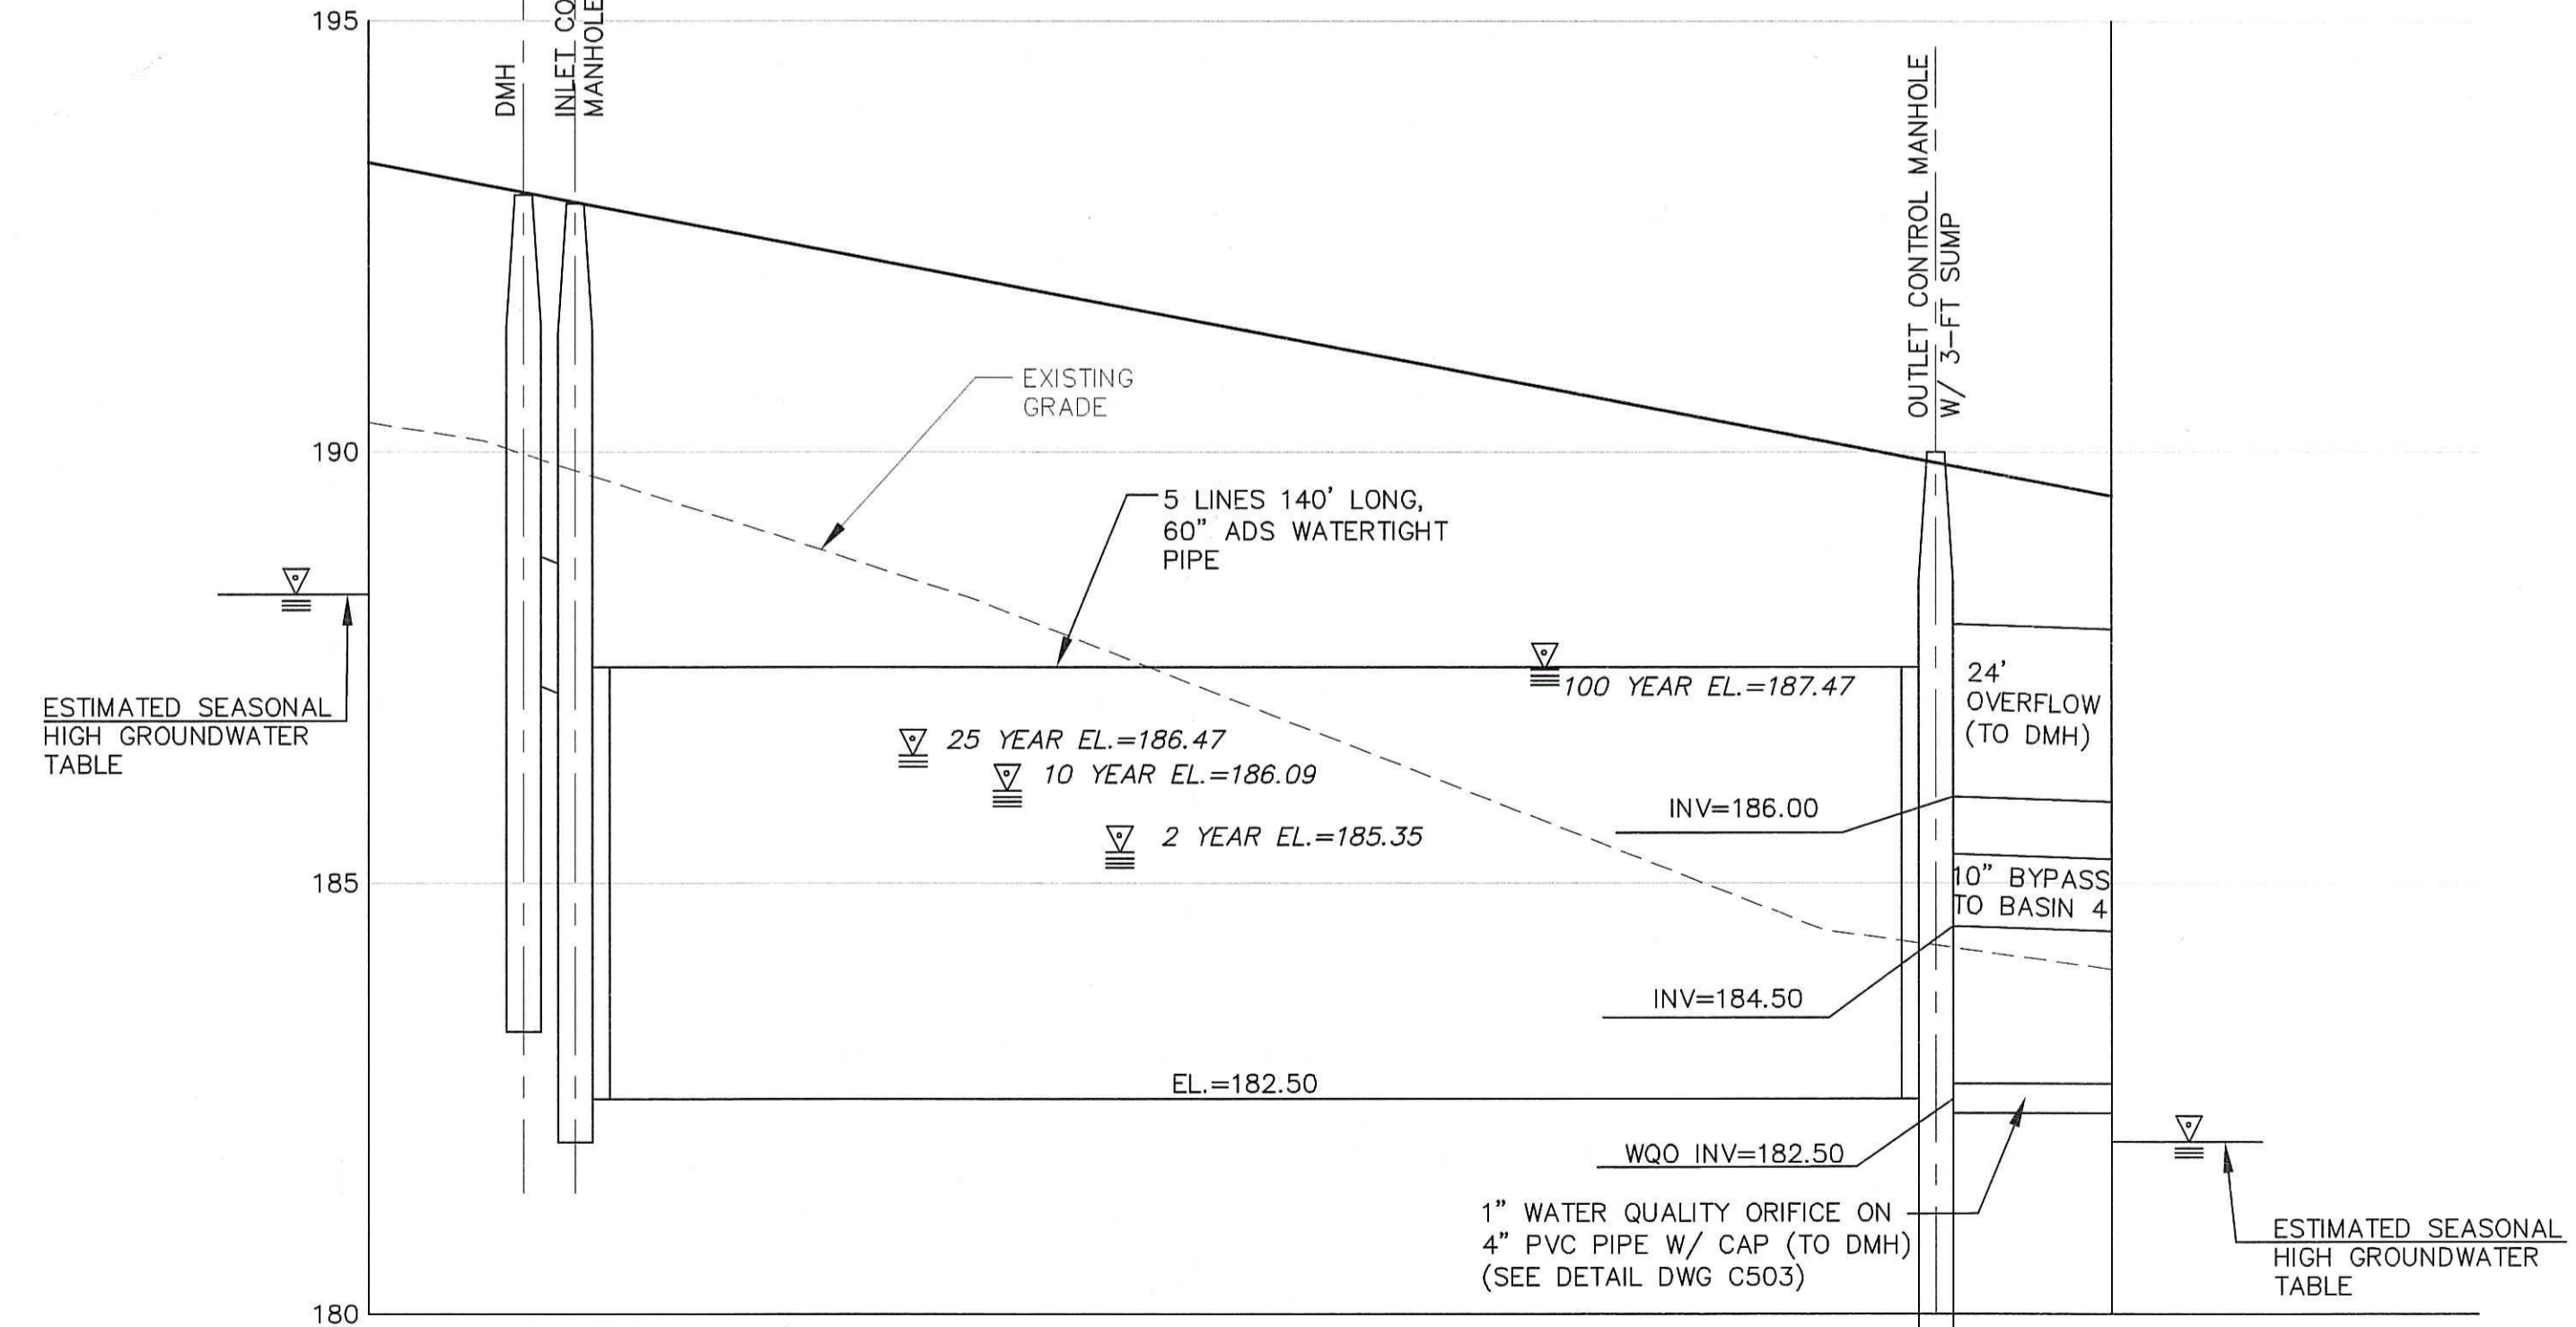 195
DMH
INLET CO
MANHOLE
OUTLET CONTROL MANHOLE
W/ 3-FT SUMP
EXISTING
GRADE
190
5 LINES 140' LONG,
60" ADS WATERTIGHT
PIPE
ESTIMATED SEASONAL
HIGH GROUNDWATER
TABLE
100 YEAR EL.=187.47
24'
OVERFLOW
(TO DMH)
25 YEAR EL.=186.47
10 YEAR EL.=186.09
INV=186.00
2 YEAR EL.=185.35
185
10" BYPASS
TO BASIN 4
INV=184.50
EL.=182.50
WQO INV=182.50
1" WATER QUALITY ORIFICE ON
4" PVC PIPE W/ CAP (TO DMH)
(SEE DETAIL DWG C503)
ESTIMATED SEASONAL
HIGH GROUNDWATER
TABLE
180